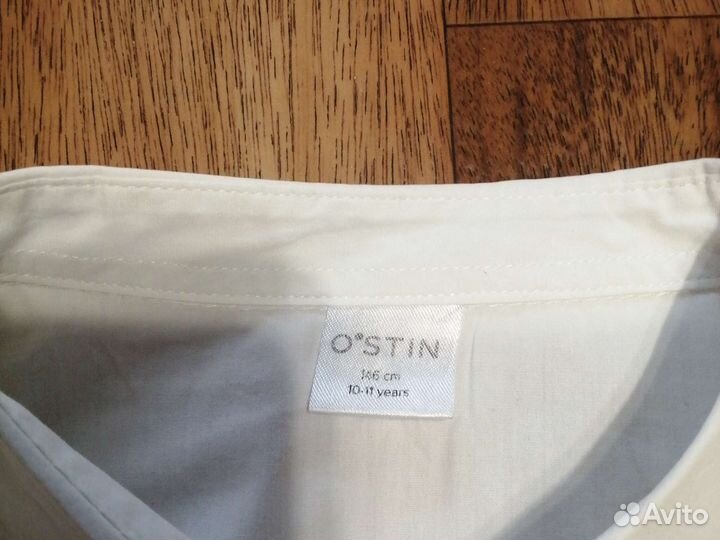 O'STIN
146 cm
10-11 years
Avito